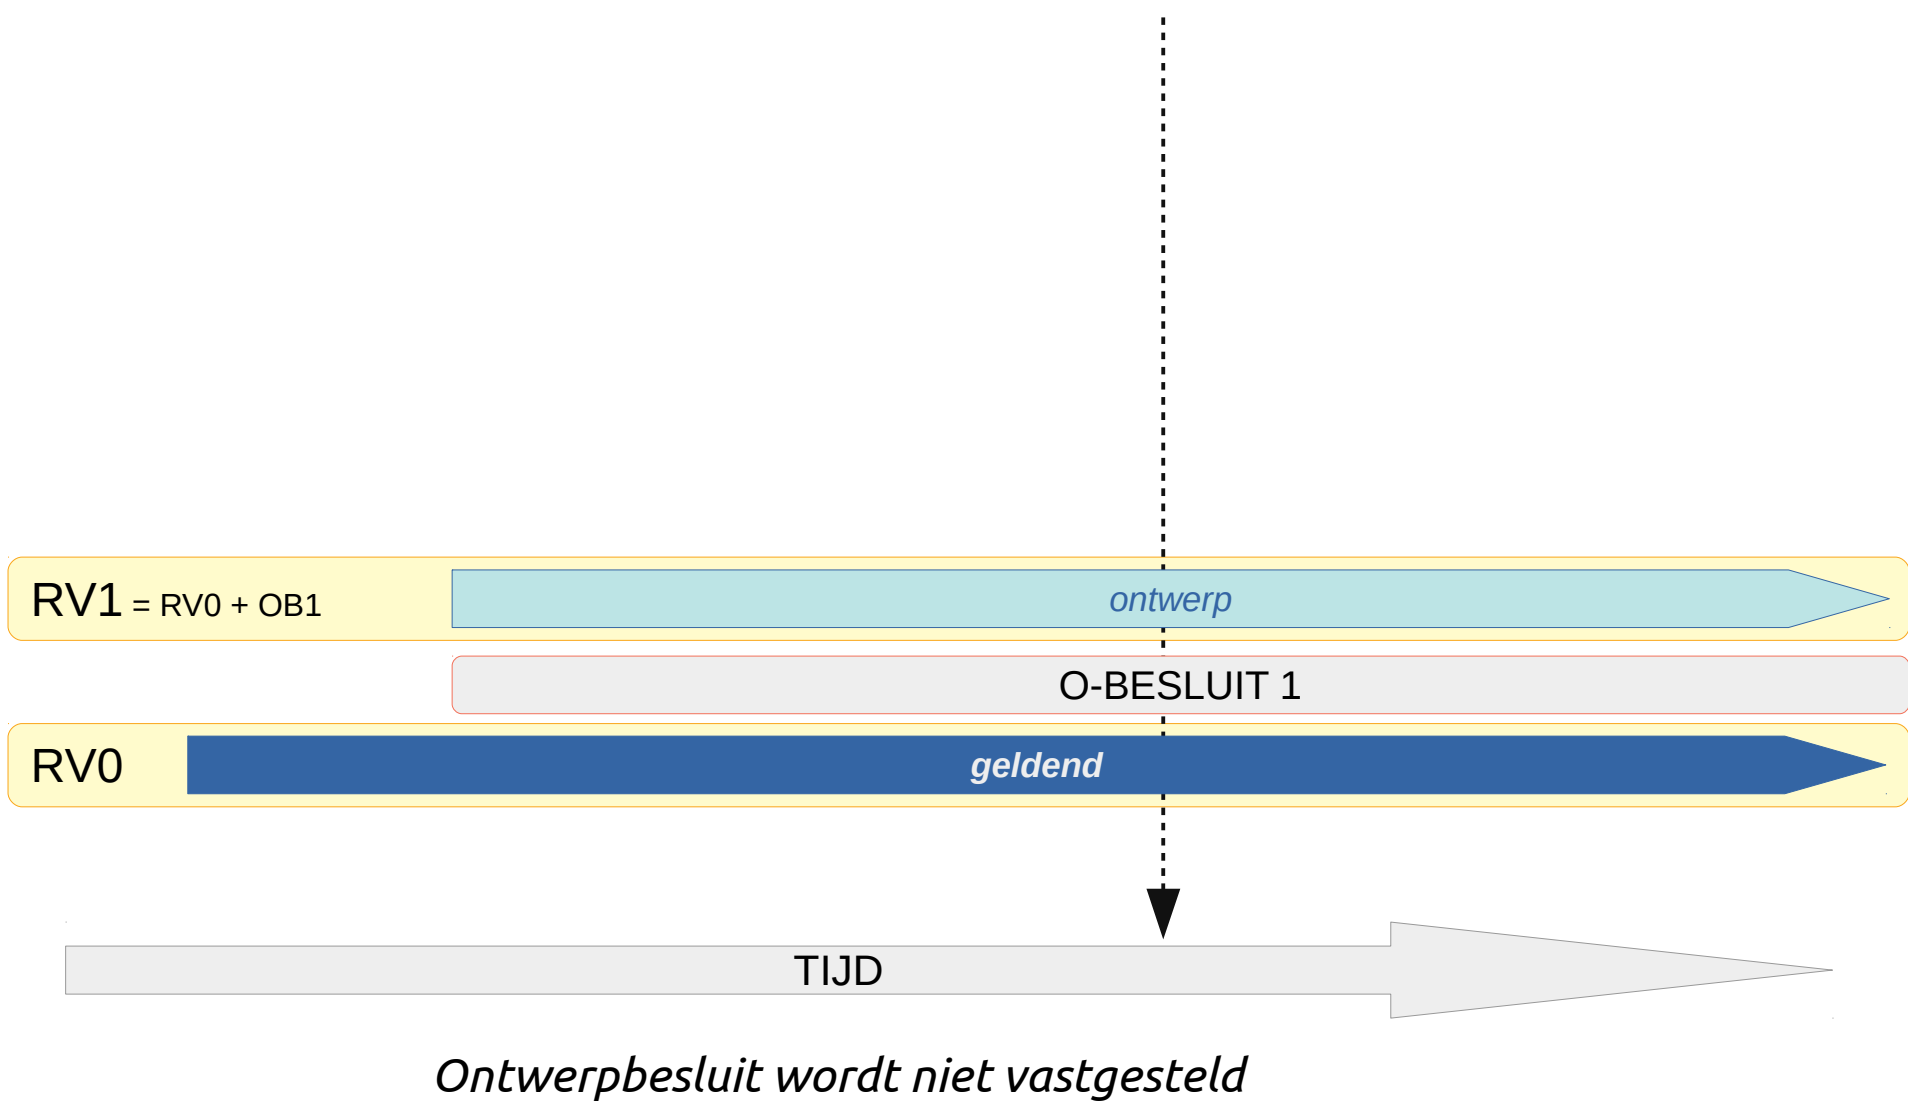 RV1 = RV0 + OB1
ontwerp
O-BESLUIT 1
RV0
geldend
TIJD
Ontwerpbesluit wordt niet vastgesteld